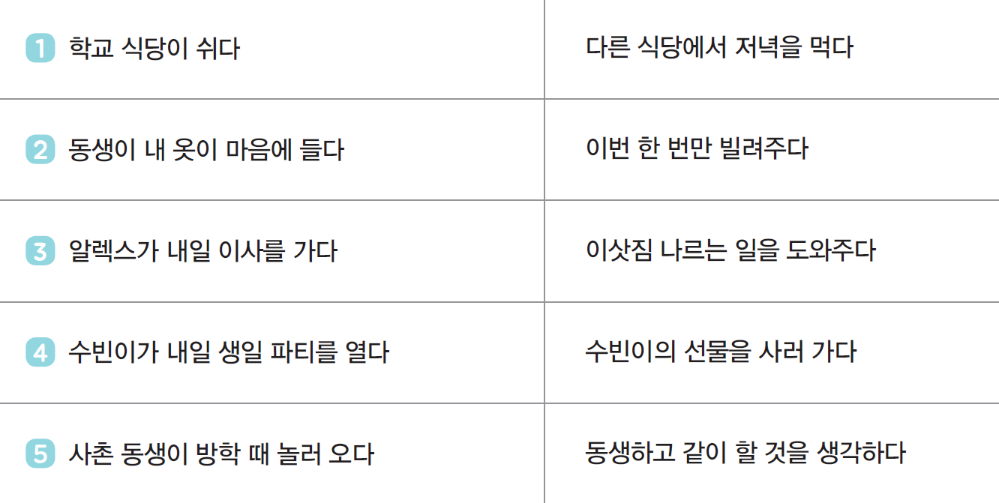 1 학교 식당이 쉬다 다른 식당에서 저녁을 먹다
2 동생이 내 옷이 마음에 들다 이번 한 번만 빌려주다
3 알렉스가 내일 이사를 가다 이삿짐 나르는 일을 도와주다
4 수빈이가 내일 생일 파티를 열다 수빈이의 선물을 사러 가다
5 사촌 동생이 방학 때 놀러 오다 동생하고 같이 할 것을 생각하다